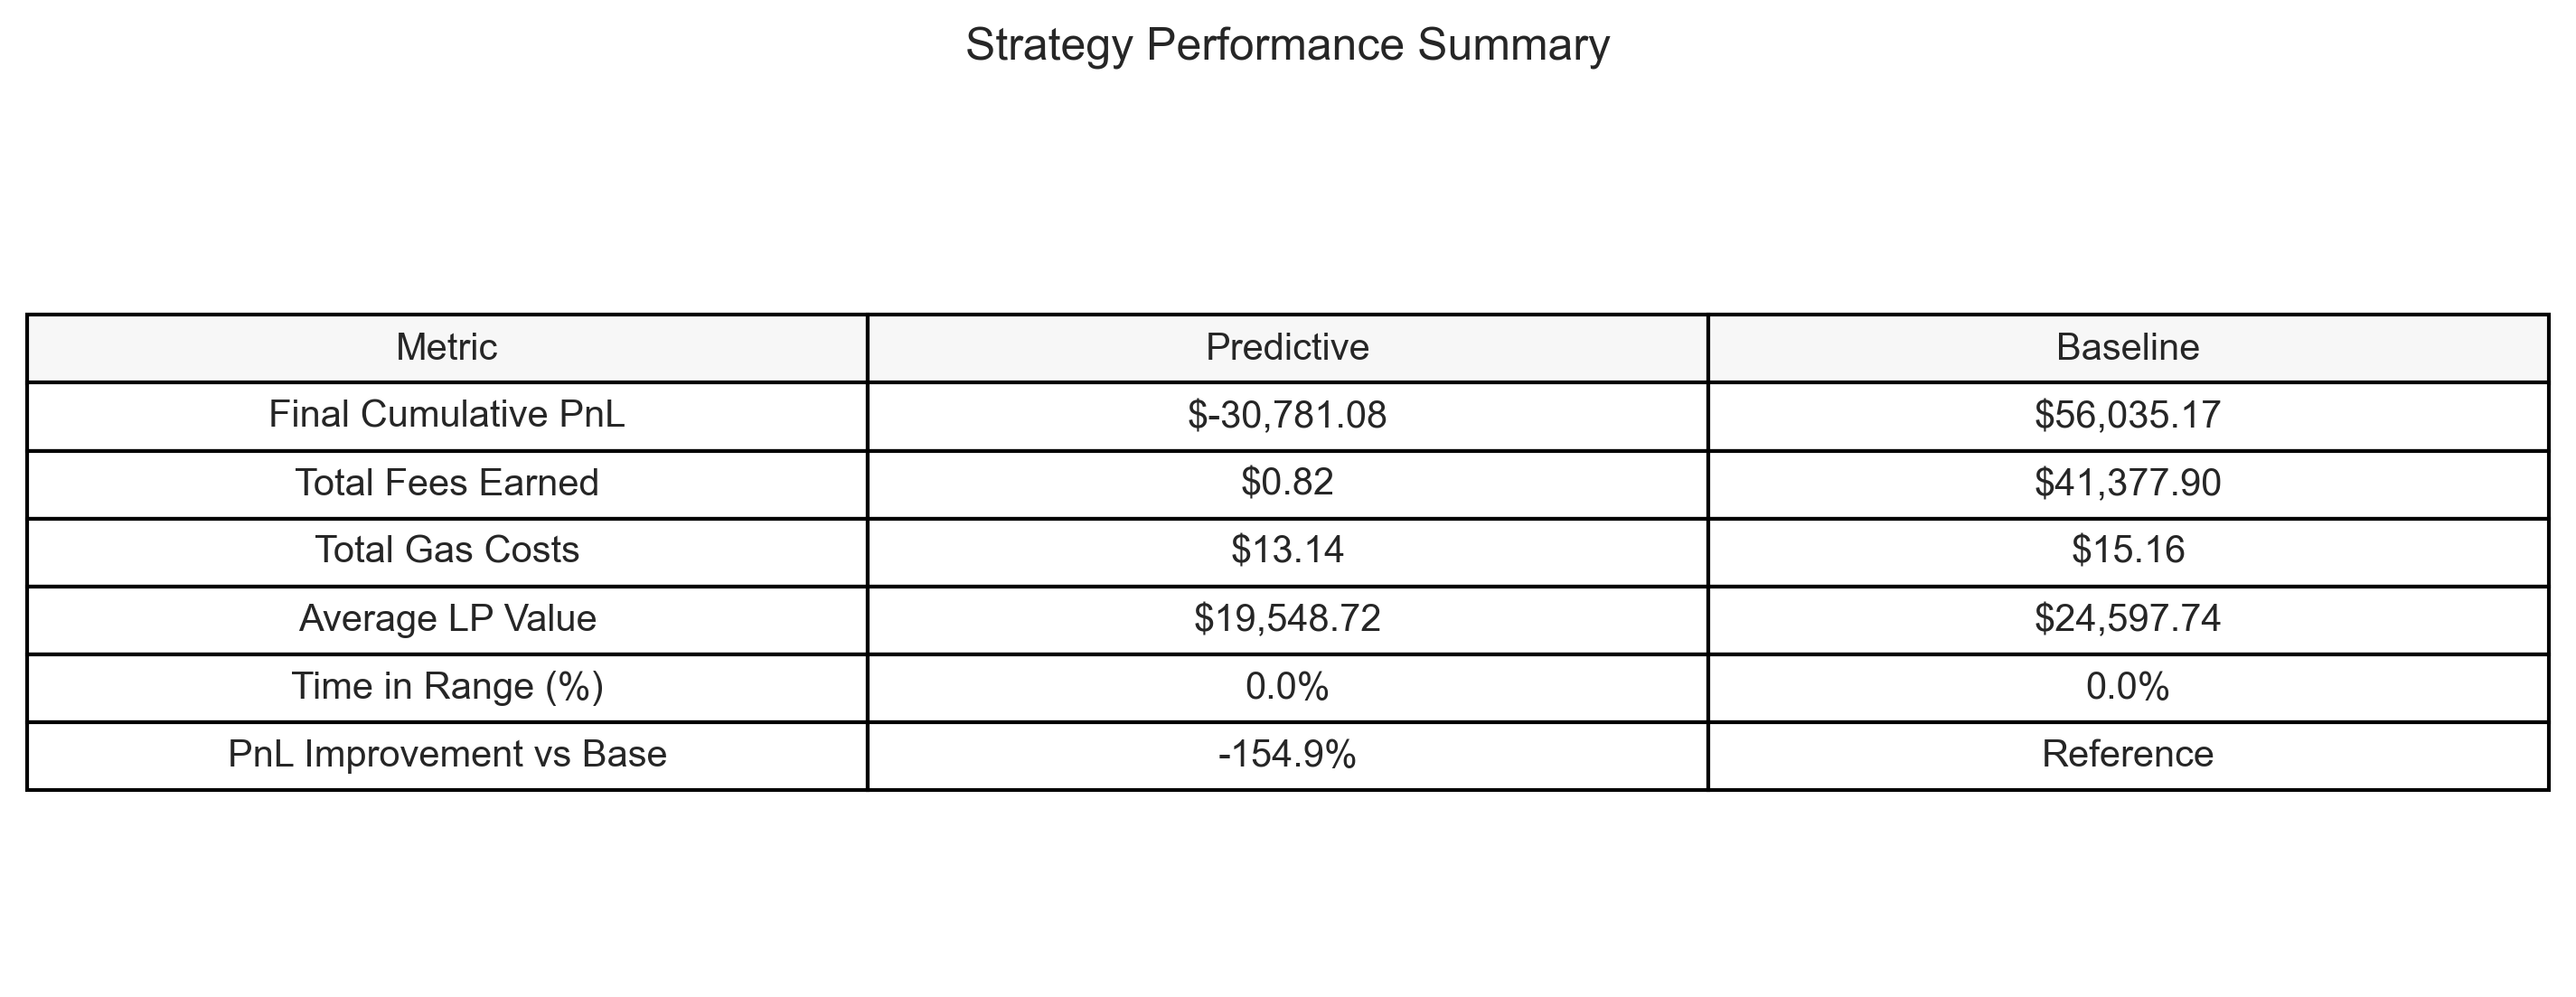 Strategy Performance Summary
Metric Predictive Baseline
Final Cumulative PnL $-30,781.08 $56,035.17
Total Fees Earned $0.82 $41,377.90
Total Gas Costs $13.14 $15.16
Average LP Value $19,548.72 $24,597.74
Time in Range (%) 0.0% 0.0%
PnL Improvement vs Base -154.9% Reference